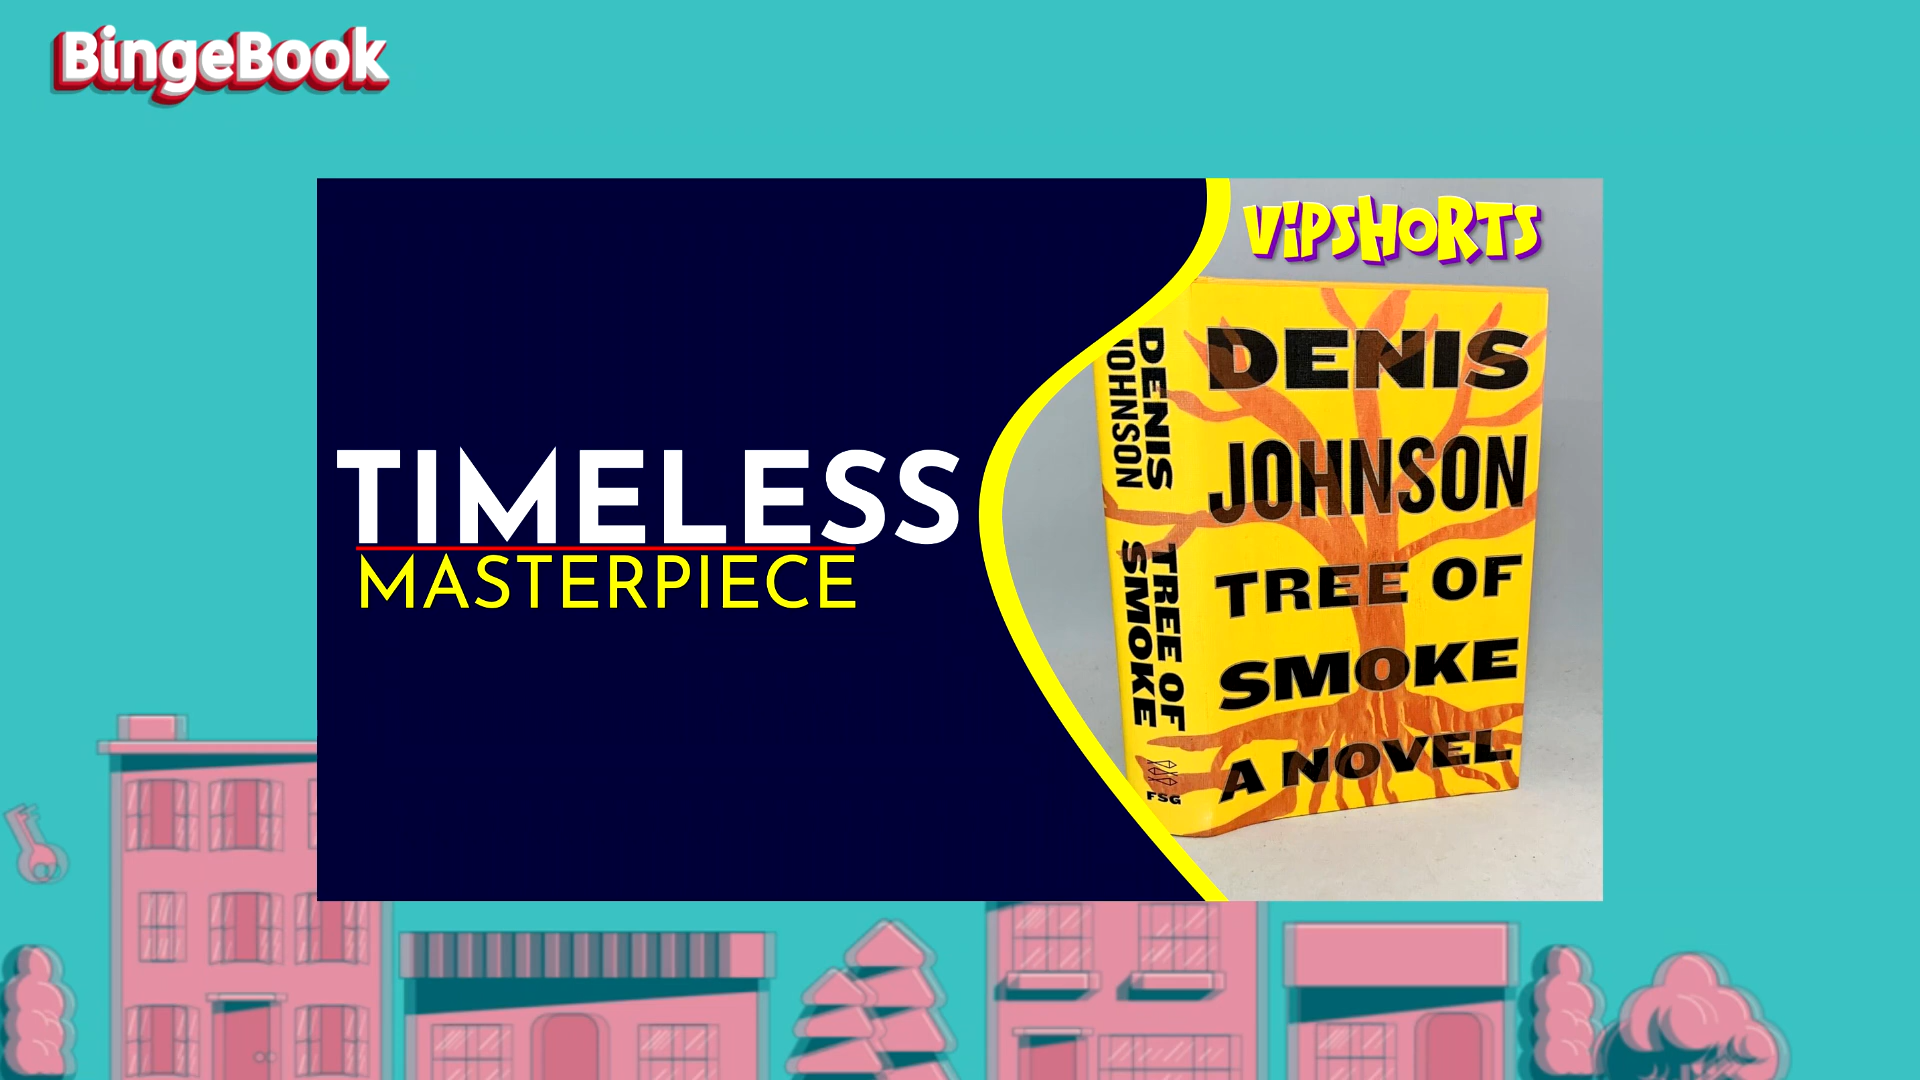 BingeBook
VIPSHORTS
TIMELESS
MASTERPIECE
DENIS
JOHNSON
TREE OF
SMOKE
FSG
DENIS
JOHNSON
TREE OF
SMOKE
A NOVEL